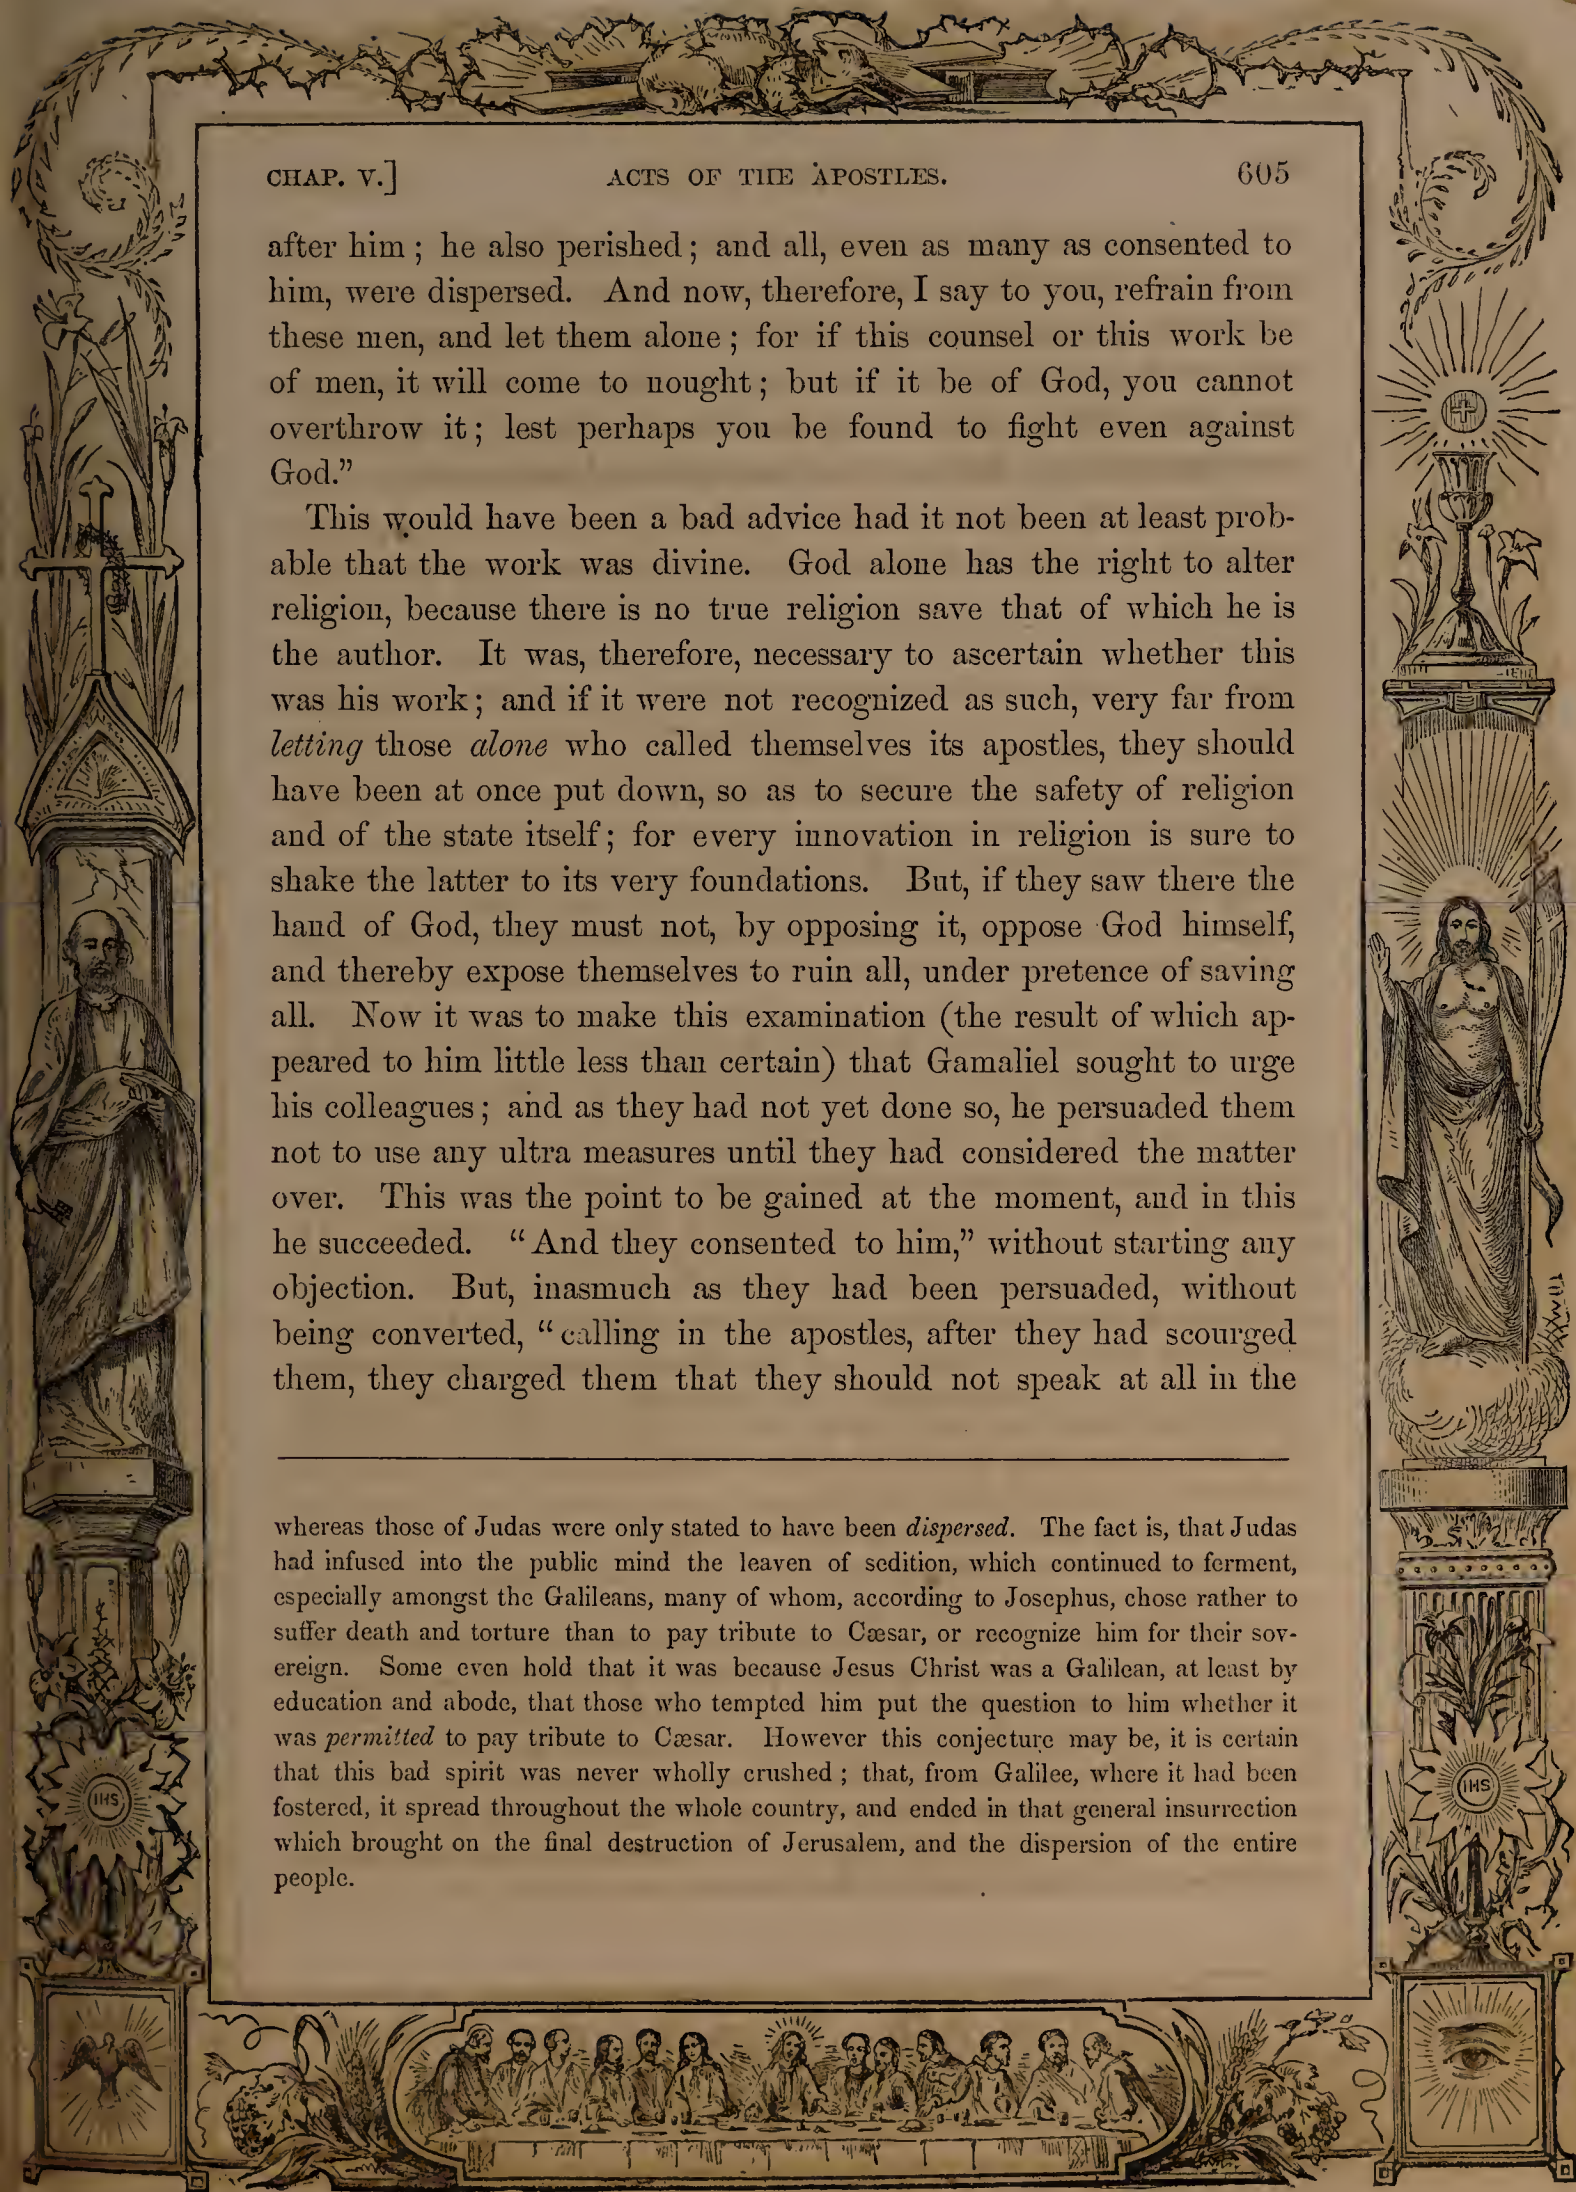 CHAP. V.] ACTS OF THE APOSTLES. 605
after him; he also perished; and all, even as many as consented to
him, were dispersed. And now, therefore, I say to you, refrain from
these men, and let them alone; for if this counsel or this work be
of men, it will come to nought; but if it be of God, you cannot
overthrow it; lest perhaps you be found to fight even against
God.”
This would have been a bad advice had it not been at least prob-
able that the work was divine. God alone has the right to alter
religion, because there is no true religion save that of which he is
the author. It was, therefore, necessary to ascertain whether this
was his work; and if it were not recognized as such, very far from
letting those alone who called themselves its apostles, they should
have been at once put down, so as to secure the safety of religion
and of the state itself; for every innovation in religion is sure to
shake the latter to its very foundations. But, if they saw there the
hand of God, they must not, by opposing it, oppose God himself,
and thereby expose themselves to ruin all, under pretence of saving
all. Now it was to make this examination (the result of which ap-
peared to him little less than certain) that Gamaliel sought to urge
his colleagues; and as they had not yet done so, he persuaded them
not to use any ultra measures until they had considered the matter
over. This was the point to be gained at the moment, and in this
he succeeded. “And they consented to him,” without starting any
objection. But, inasmuch as they had been persuaded, without
being converted, “calling in the apostles, after they had scourged
them, they charged them that they should not speak at all in the
whereas those of Judas were only stated to have been dispersed. The fact is, that Judas
had infused into the public mind the leaven of sedition, which continued to ferment,
especially amongst the Galileans, many of whom, according to Josephus, chose rather to
suffer death and torture than to pay tribute to Cæsar, or recognize him for their sov-
ereign. Some even hold that it was because Jesus Christ was a Galilean, at least by
education and abode, that those who tempted him put the question to him whether it
was permitted to pay tribute to Cæsar. However this conjecture may be, it is certain
that this bad spirit was never wholly crushed; that, from Galilee, where it had been
fostered, it spread throughout the whole country, and ended in that general insurrection
which brought on the final destruction of Jerusalem, and the dispersion of the entire
people.
IHS
IHS